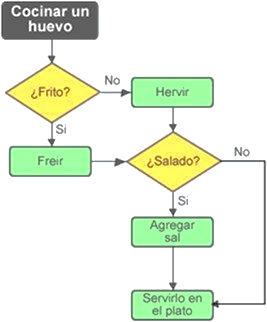 Cocinar un
huevo
¿Frito?
No
Hervir
Si
Freir
¿Salado?
No
Si
Agregar
sal
Servirlo en
el plato